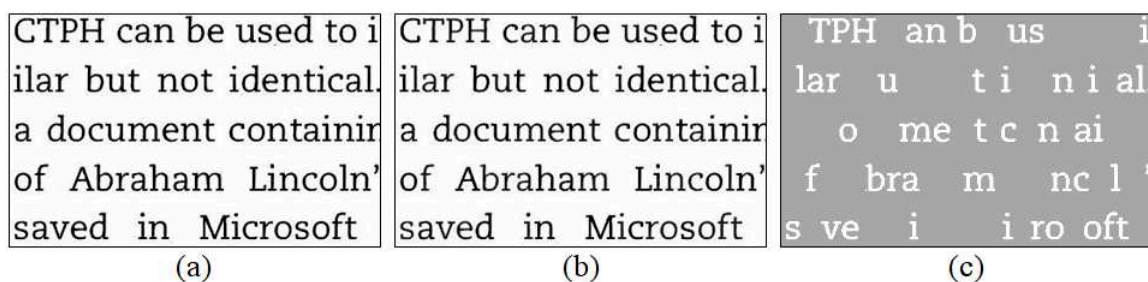 CTPH can be used to i
ilar but not identical.
a document containin
of Abraham Lincoln'
saved in Microsoft
(a)
CTPH can be used to i
ilar but not identical.
a document containin
of Abraham Lincoln'
saved in Microsoft
(b)
TPH an b us i
lar u t i n i al.
o me t c n ai
f bra m nc l '
s ve i i ro oft
(c)